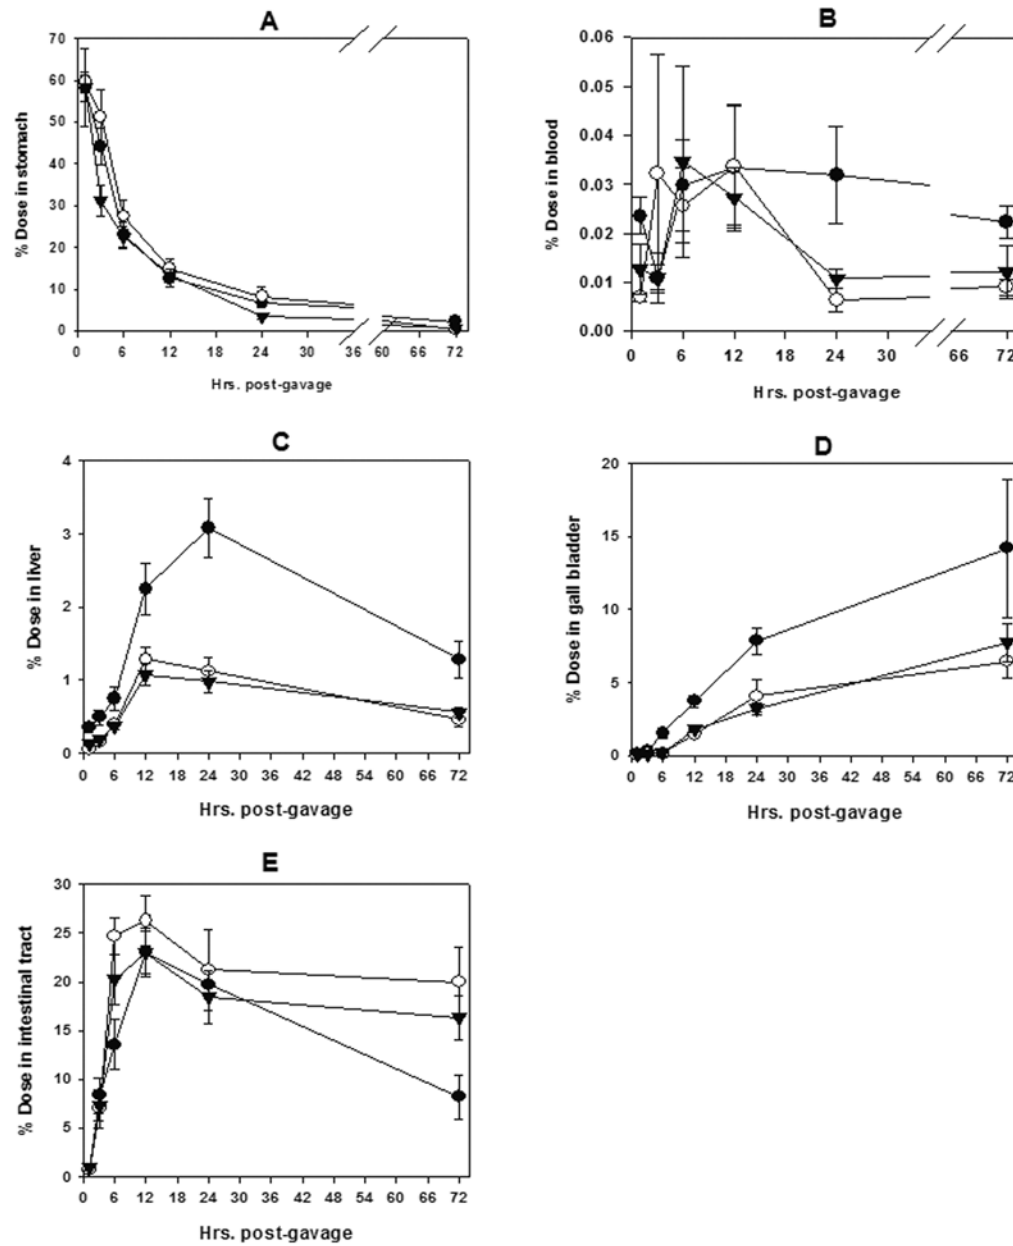 A
% Dose in stomach
70
60
50
40
30
20
10
0
0 6 12 18 24 30 36 60 66 72
Hrs. post-gavage
B
% Dose in blood
0.06
0.05
0.04
0.03
0.02
0.01
0.00
0 6 12 18 24 30 66 72
Hrs. post-gavage
C
% Dose in liver
4
3
2
1
0
0 6 12 18 24 30 36 42 48 54 60 66 72
Hrs. post-gavage
D
% Dose in gall bladder
20
15
10
5
0
0 6 12 18 24 30 36 42 48 54 60 66 72
Hrs. post-gavage
E
% Dose in intestinal tract
30
25
20
15
10
5
0
0 6 12 18 24 30 36 42 48 54 60 66 72
Hrs. post-gavage